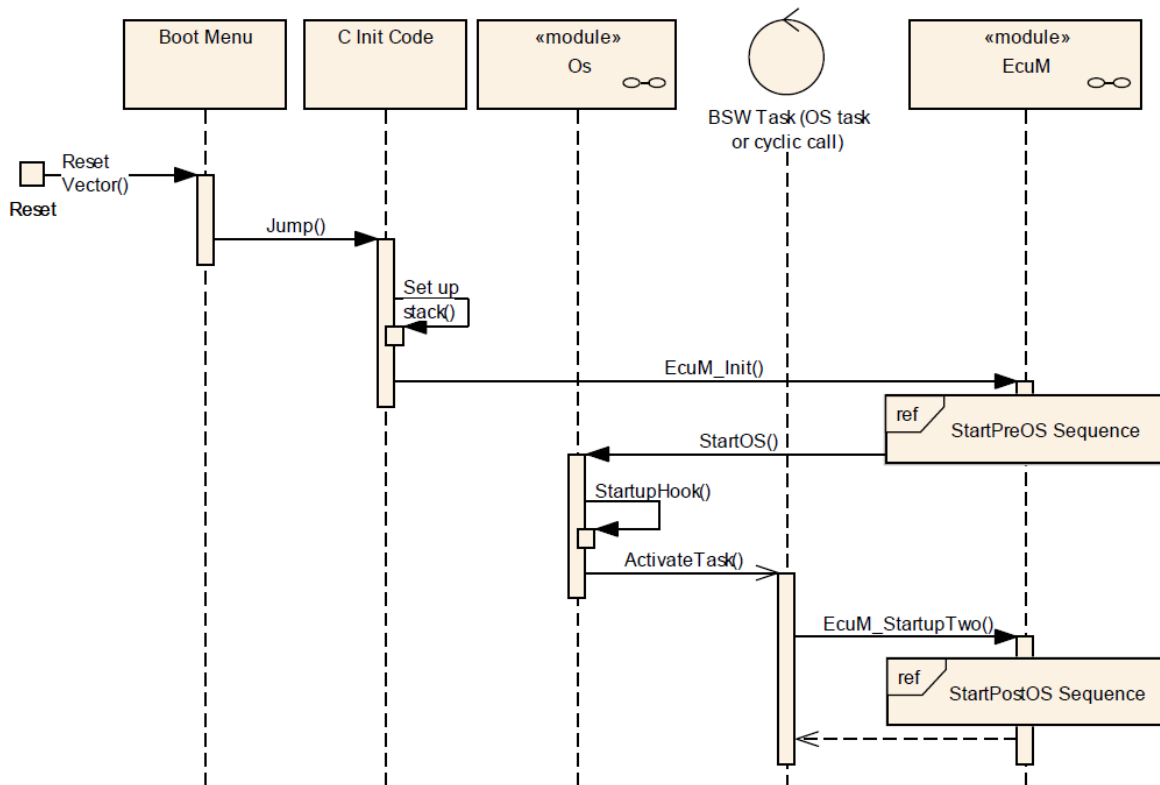 Boot Menu
C Init Code
«module»
Os
«module»
EcuM
BSW Task (OS task
or cyclic call)
Reset
Vector()
Reset
Jump()
Set up
stack()
EcuM_Init()
ref
StartPreOS Sequence
StartOS()
StartupHook()
ActivateTask()
EcuM_StartupTwo()
ref
StartPostOS Sequence